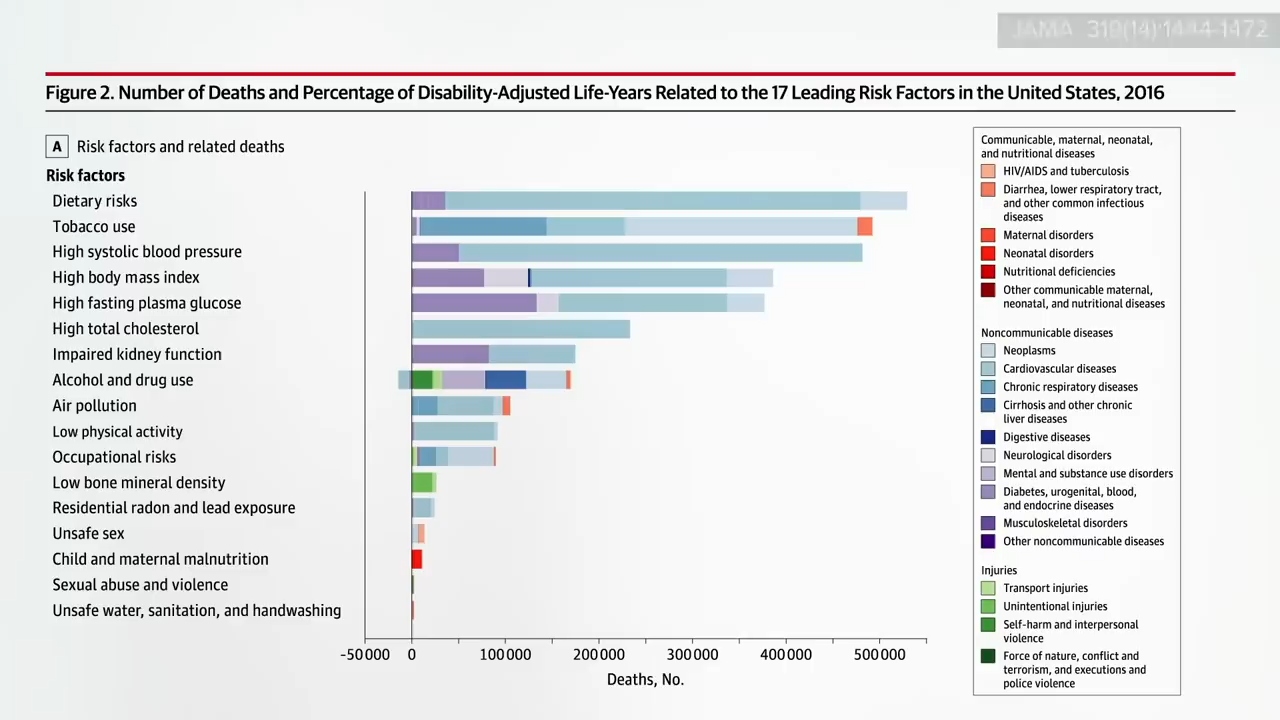 JAMA 319(14):1444-1472
Figure 2. Number of Deaths and Percentage of Disability-Adjusted Life-Years Related to the 17 Leading Risk Factors in the United States, 2016
A Risk factors and related deaths
Risk factors
Dietary risks
Tobacco use
High systolic blood pressure
High body mass index
High fasting plasma glucose
High total cholesterol
Impaired kidney function
Alcohol and drug use
Air pollution
Low physical activity
Occupational risks
Low bone mineral density
Residential radon and lead exposure
Unsafe sex
Child and maternal malnutrition
Sexual abuse and violence
Unsafe water, sanitation, and handwashing
-50000 0 100000 200000 300000 400000 500000
Deaths, No.
Communicable, maternal, neonatal,
and nutritional diseases
HIV/AIDS and tuberculosis
Diarrhea, lower respiratory tract,
and other common infectious
diseases
Maternal disorders
Neonatal disorders
Nutritional deficiencies
Other communicable maternal,
neonatal, and nutritional diseases
Noncommunicable diseases
Neoplasms
Cardiovascular diseases
Chronic respiratory diseases
Cirrhosis and other chronic
liver diseases
Digestive diseases
Neurological disorders
Mental and substance use disorders
Diabetes, urogenital, blood,
and endocrine diseases
Musculoskeletal disorders
Other noncommunicable diseases
Injuries
Transport injuries
Unintentional injuries
Self-harm and interpersonal
violence
Force of nature, conflict and
terrorism, and executions and
police violence